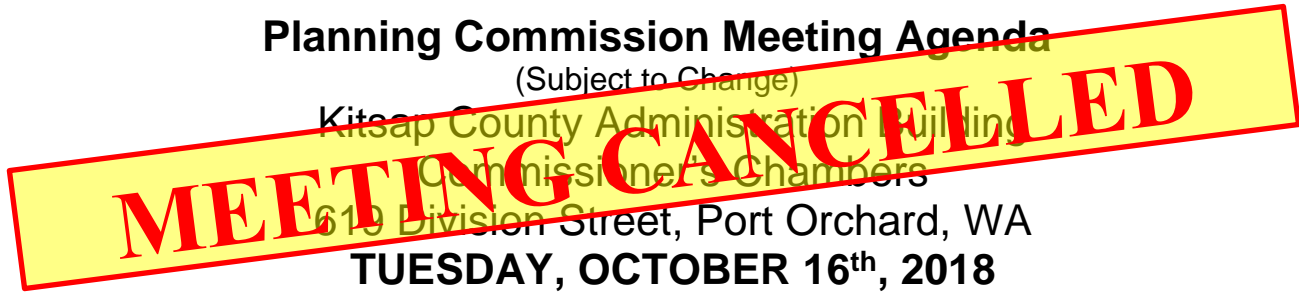 Planning Commission Meeting Agenda
(Subject to Change)
Kitsap County Administration Building
Commissioner's Chambers
619 Division Street, Port Orchard, WA
TUESDAY, OCTOBER 16th, 2018
MEETING CANCELLED